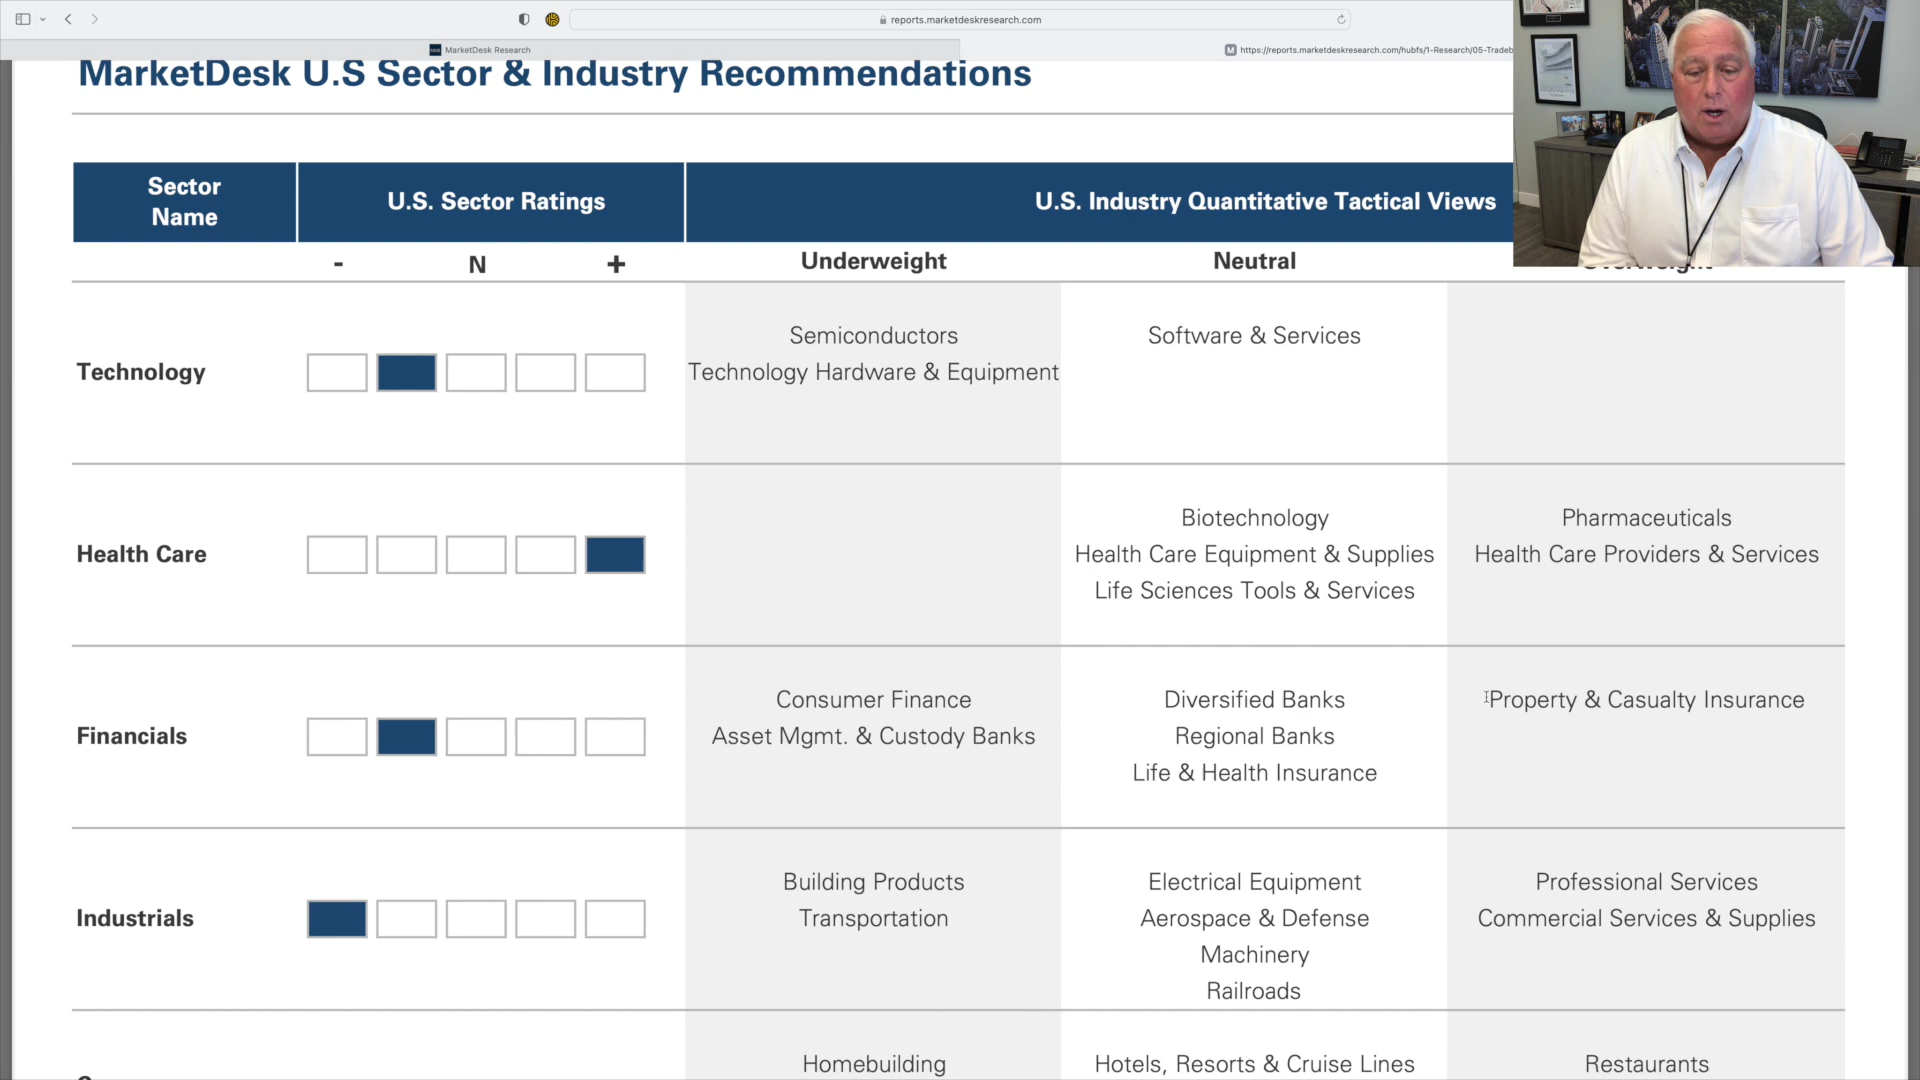 reports.marketdeskresearch.com
MarketDesk Research
https://reports.marketdeskresearch.com/hubfs/1-Research/05-Tradeb
MarketDesk U.S Sector & Industry Recommendations
Sector Name
U.S. Sector Ratings
U.S. Industry Quantitative Tactical Views
-
N
+
Underweight
Neutral
Technology
Semiconductors
Technology Hardware & Equipment
Software & Services
Health Care
Biotechnology
Health Care Equipment & Supplies
Life Sciences Tools & Services
Pharmaceuticals
Health Care Providers & Services
Financials
Consumer Finance
Asset Mgmt. & Custody Banks
Diversified Banks
Regional Banks
Life & Health Insurance
Property & Casualty Insurance
Industrials
Building Products
Transportation
Electrical Equipment
Aerospace & Defense
Machinery
Railroads
Professional Services
Commercial Services & Supplies
Homebuilding
Hotels, Resorts & Cruise Lines
Restaurants